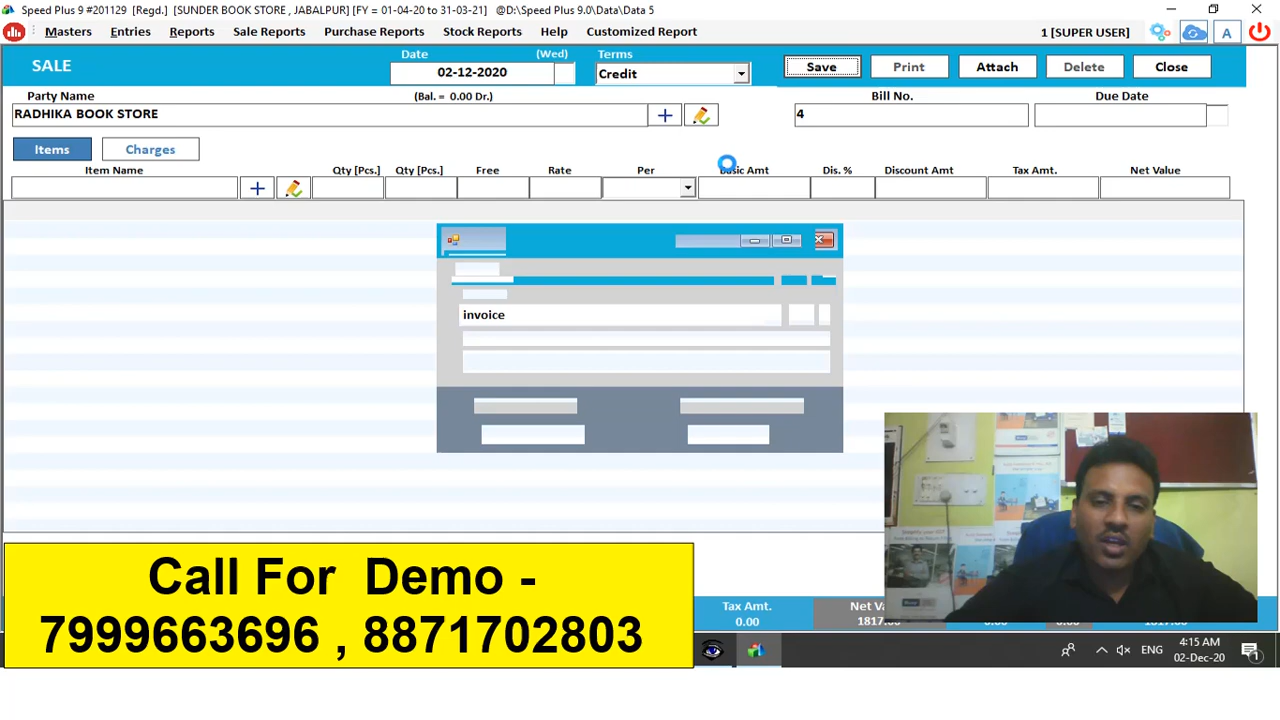 Speed Plus 9 #201129 [Regd.] [SUNDER BOOK STORE , JABALPUR] [FY = 01-04-20 to 31-03-21] @D:\Speed Plus 9.0\Data\Data 5
Masters Entries Reports Sale Reports Purchase Reports Stock Reports Help Customized Report 1 [SUPER USER] A
SALE Date (Wed) Terms
02-12-2020 Credit Save Print Attach Delete Close
Party Name (Bal. = 0.00 Dr.) Bill No. Due Date
RADHIKA BOOK STORE 4
Items Charges
Item Name Qty [Pcs.] Qty [Pcs.] Free Rate Per Basic Amt Dis. % Discount Amt Tax Amt. Net Value
invoice
Call For Demo -
7999663696 , 8871702803
Tax Amt.
0.00
4:15 AM
ENG
02-Dec-20
1